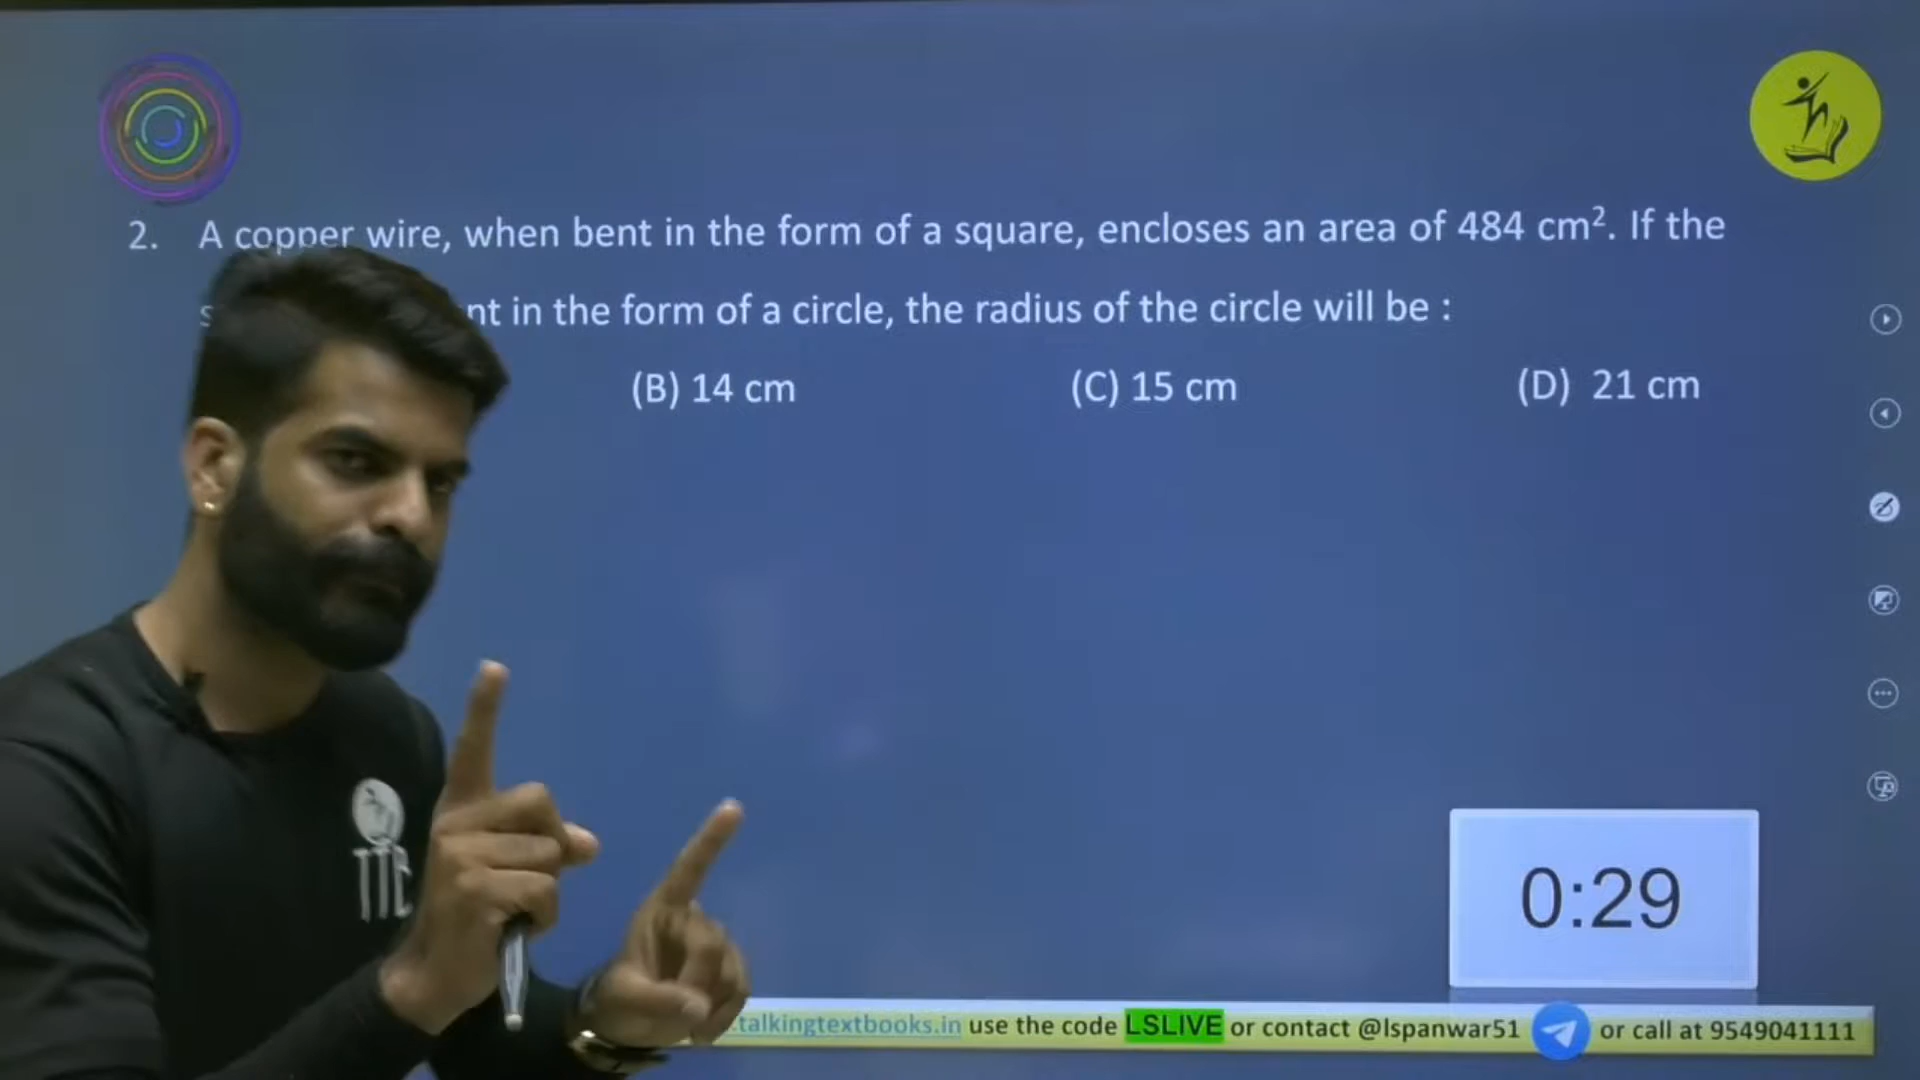 2. A copper wire, when bent in the form of a square, encloses an area of 484 cm². If the
in the form of a circle, the radius of the circle will be :
(B) 14 cm (C) 15 cm (D) 21 cm
TTB
0:29
.talkingtextbooks.in use the code LSLIVE or contact @lspanwar51 or call at 9549041111